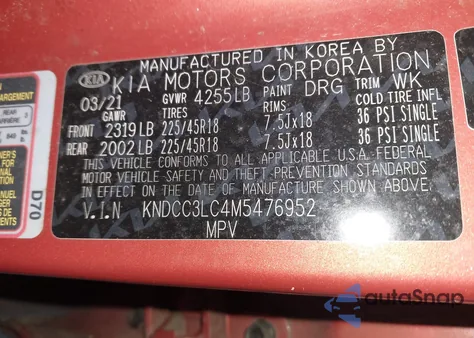 MANUFACTURED IN KOREA BY
KIA KIA MOTORS CORPORATION
03/21 GVWR 4255LB PAINT DRG TRIM WK
GAWR TIRES RIMS COLD TIRE INFL
FRONT 2319LB 225/45R18 7.5Jx18 36 PSI SINGLE
REAR 2002LB 225/45R18 7.5Jx18 36 PSI SINGLE
THIS VEHICLE CONFORMS TO ALL APPLICABLE U.S.A. FEDERAL
MOTOR VEHICLE SAFETY AND THEFT PREVENTION STANDARDS IN
EFFECT ON THE DATE OF MANUFACTURE SHOWN ABOVE.
V.I.N KNDCC3LC4M5476952
MPV
D70
REAR
840
autoSnap